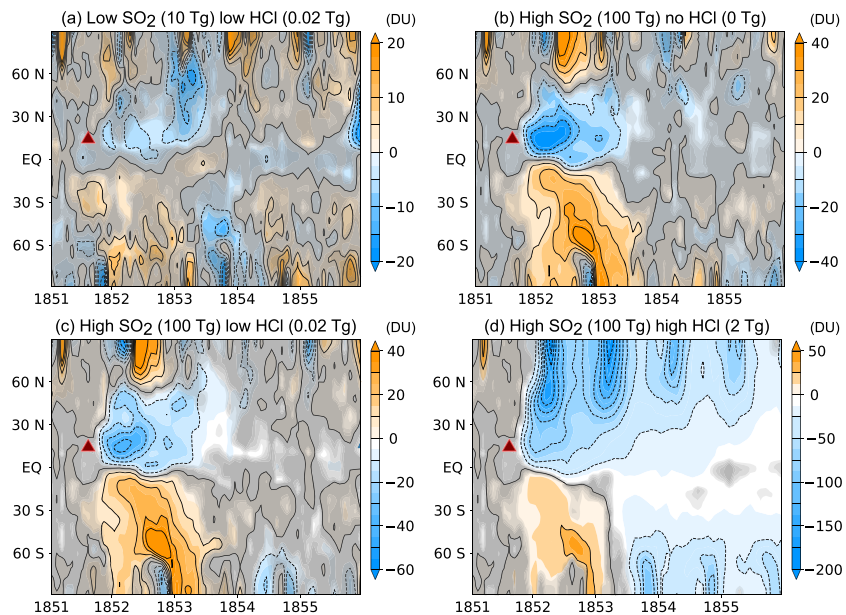 (a) Low SO2 (10 Tg) low HCl (0.02 Tg) (DU)
20
10
0
−10
−20
60 N
30 N
EQ
30 S
60 S
1851 1852 1853 1854 1855
(b) High SO2 (100 Tg) no HCl (0 Tg) (DU)
40
20
0
−20
−40
60 N
30 N
EQ
30 S
60 S
1851 1852 1853 1854 1855
(c) High SO2 (100 Tg) low HCl (0.02 Tg) (DU)
40
20
0
−20
−40
−60
60 N
30 N
EQ
30 S
60 S
1851 1852 1853 1854 1855
(d) High SO2 (100 Tg) high HCl (2 Tg) (DU)
50
0
−50
−100
−150
−200
60 N
30 N
EQ
30 S
60 S
1851 1852 1853 1854 1855